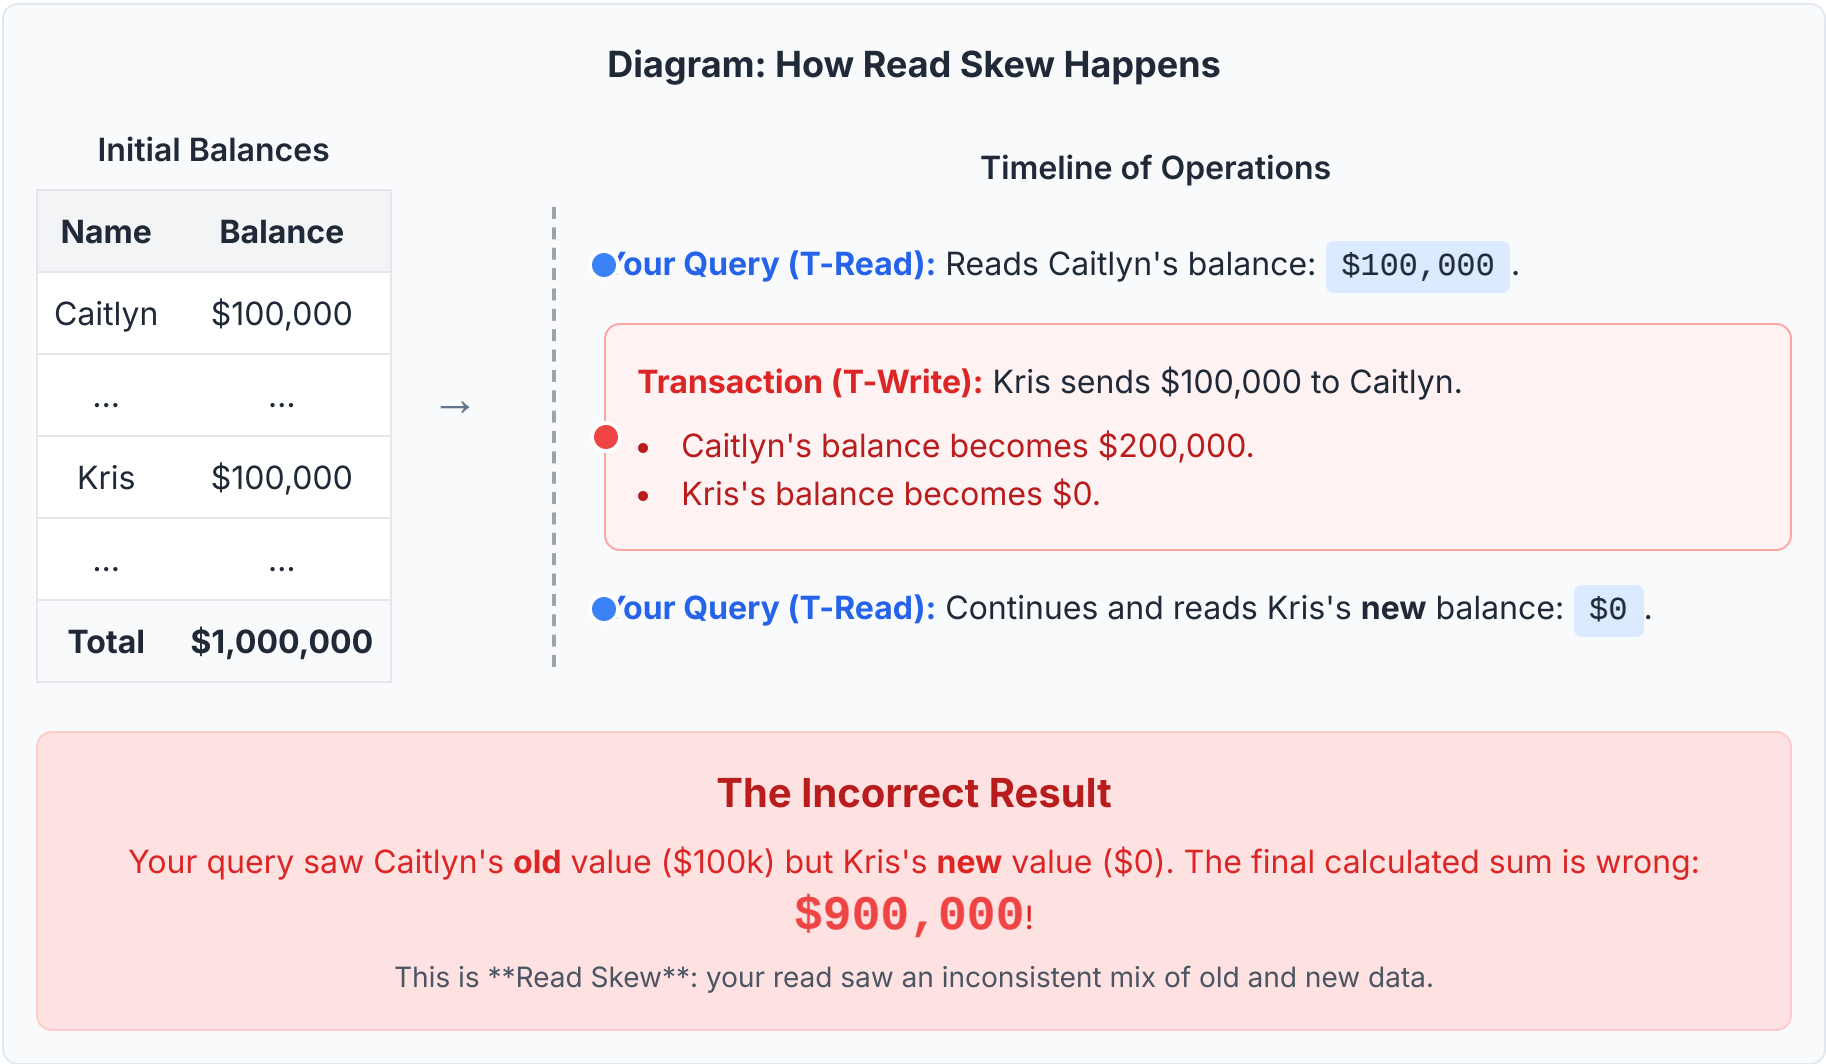 Diagram: How Read Skew Happens
Initial Balances
Name Balance
Caitlyn $100,000
... ...
Kris $100,000
... ...
Total $1,000,000
→
Timeline of Operations
Your Query (T-Read): Reads Caitlyn's balance: $100,000.
Transaction (T-Write): Kris sends $100,000 to Caitlyn.
• Caitlyn's balance becomes $200,000.
• Kris's balance becomes $0.
Your Query (T-Read): Continues and reads Kris's new balance: $0.
The Incorrect Result
Your query saw Caitlyn's old value ($100k) but Kris's new value ($0). The final calculated sum is wrong:
$900,000!
This is **Read Skew**: your read saw an inconsistent mix of old and new data.